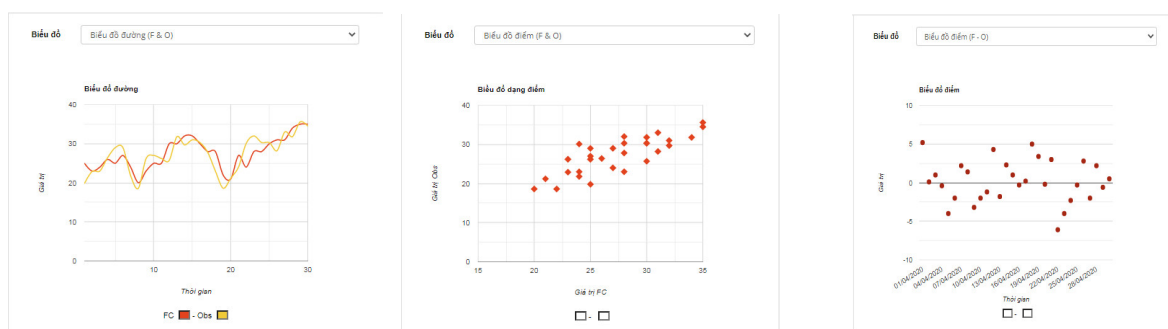 Biểu đồ Biểu đồ đường (F & O)
Biểu đồ đường
40
30
20
10
0
Giá trị
10 20 30
Thời gian
FC - Obs
Biểu đồ Biểu đồ điểm (F & O)
Biểu đồ dạng điểm
40
30
20
10
0
Giá trị Obs
15 20 25 30 35
Giá trị FC
-
Biểu đồ Biểu đồ điểm (F - O)
Biểu đồ điểm
10
5
0
-5
-10
Giá trị
01/04/2020 04/04/2020 07/04/2020 10/04/2020 13/04/2020 16/04/2020 19/04/2020 22/04/2020 25/04/2020 28/04/2020
Thời gian
-